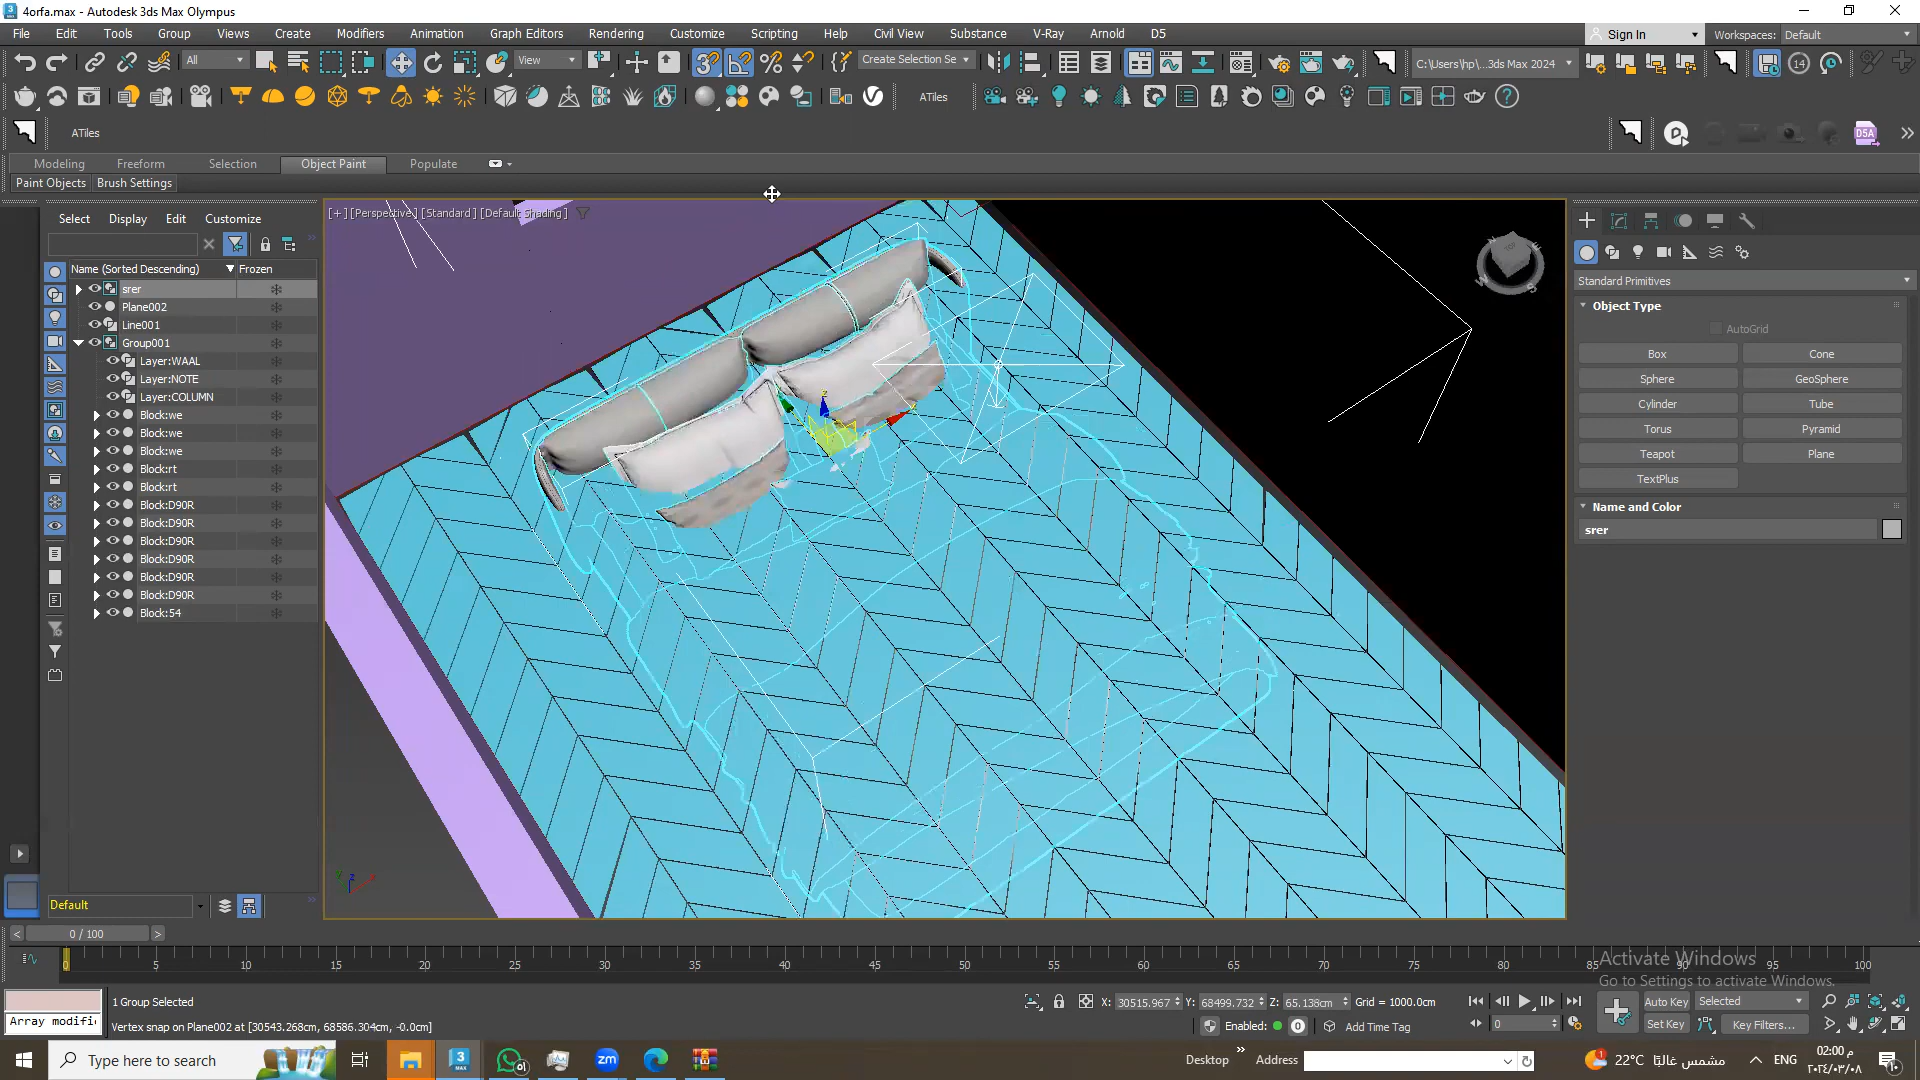 4orfa.max - Autodesk 3ds Max Olympus
File Edit Tools Group Views Create Modifiers Animation Graph Editors Rendering Customize Scripting Help Civil View Substance V-Ray Arnold D5
Sign In Workspaces: Default
All View Create Selection Se C:\Users\hp\...3ds Max 2024 14
ATiles
ATiles D5A
Modeling Freeform Selection Object Paint Populate
Paint Objects Brush Settings
Select Display Edit Customize
[+] [Perspective] [Standard] [Default Shading]
Name (Sorted Descending) Frozen
srer
Plane002
Line001
Group001
Layer:WAAL
Layer:NOTE
Layer:COLUMN
Block:we
Block:we
Block:we
Block:rt
Block:rt
Block:D90R
Block:D90R
Block:D90R
Block:D90R
Block:D90R
Block:D90R
Block:54
Standard Primitives
Object Type
AutoGrid
Box Cone
Sphere GeoSphere
Cylinder Tube
Torus Pyramid
Teapot Plane
TextPlus
Name and Color
srer
Default
0 / 100
0 5 10 15 20 25 30 35 40 45 50 55 60 65 70 75 80 85 90 95 100
Activate Windows
Go to Settings to activate Windows.
1 Group Selected
X: 30515.967 Y: 68499.732 Z: 65.138cm Grid = 1000.0cm
Auto Key Selected
Array modifi
Vertex snap on Plane002 at [30543.268cm, 68586.304cm, -0.0cm]
Enabled: 0 Add Time Tag
0 Set Key Key Filters...
Type here to search
Desktop Address
22°C مشمس غالبًا ENG
02:00 م
٢٠٢٤/٠٣/٠٨